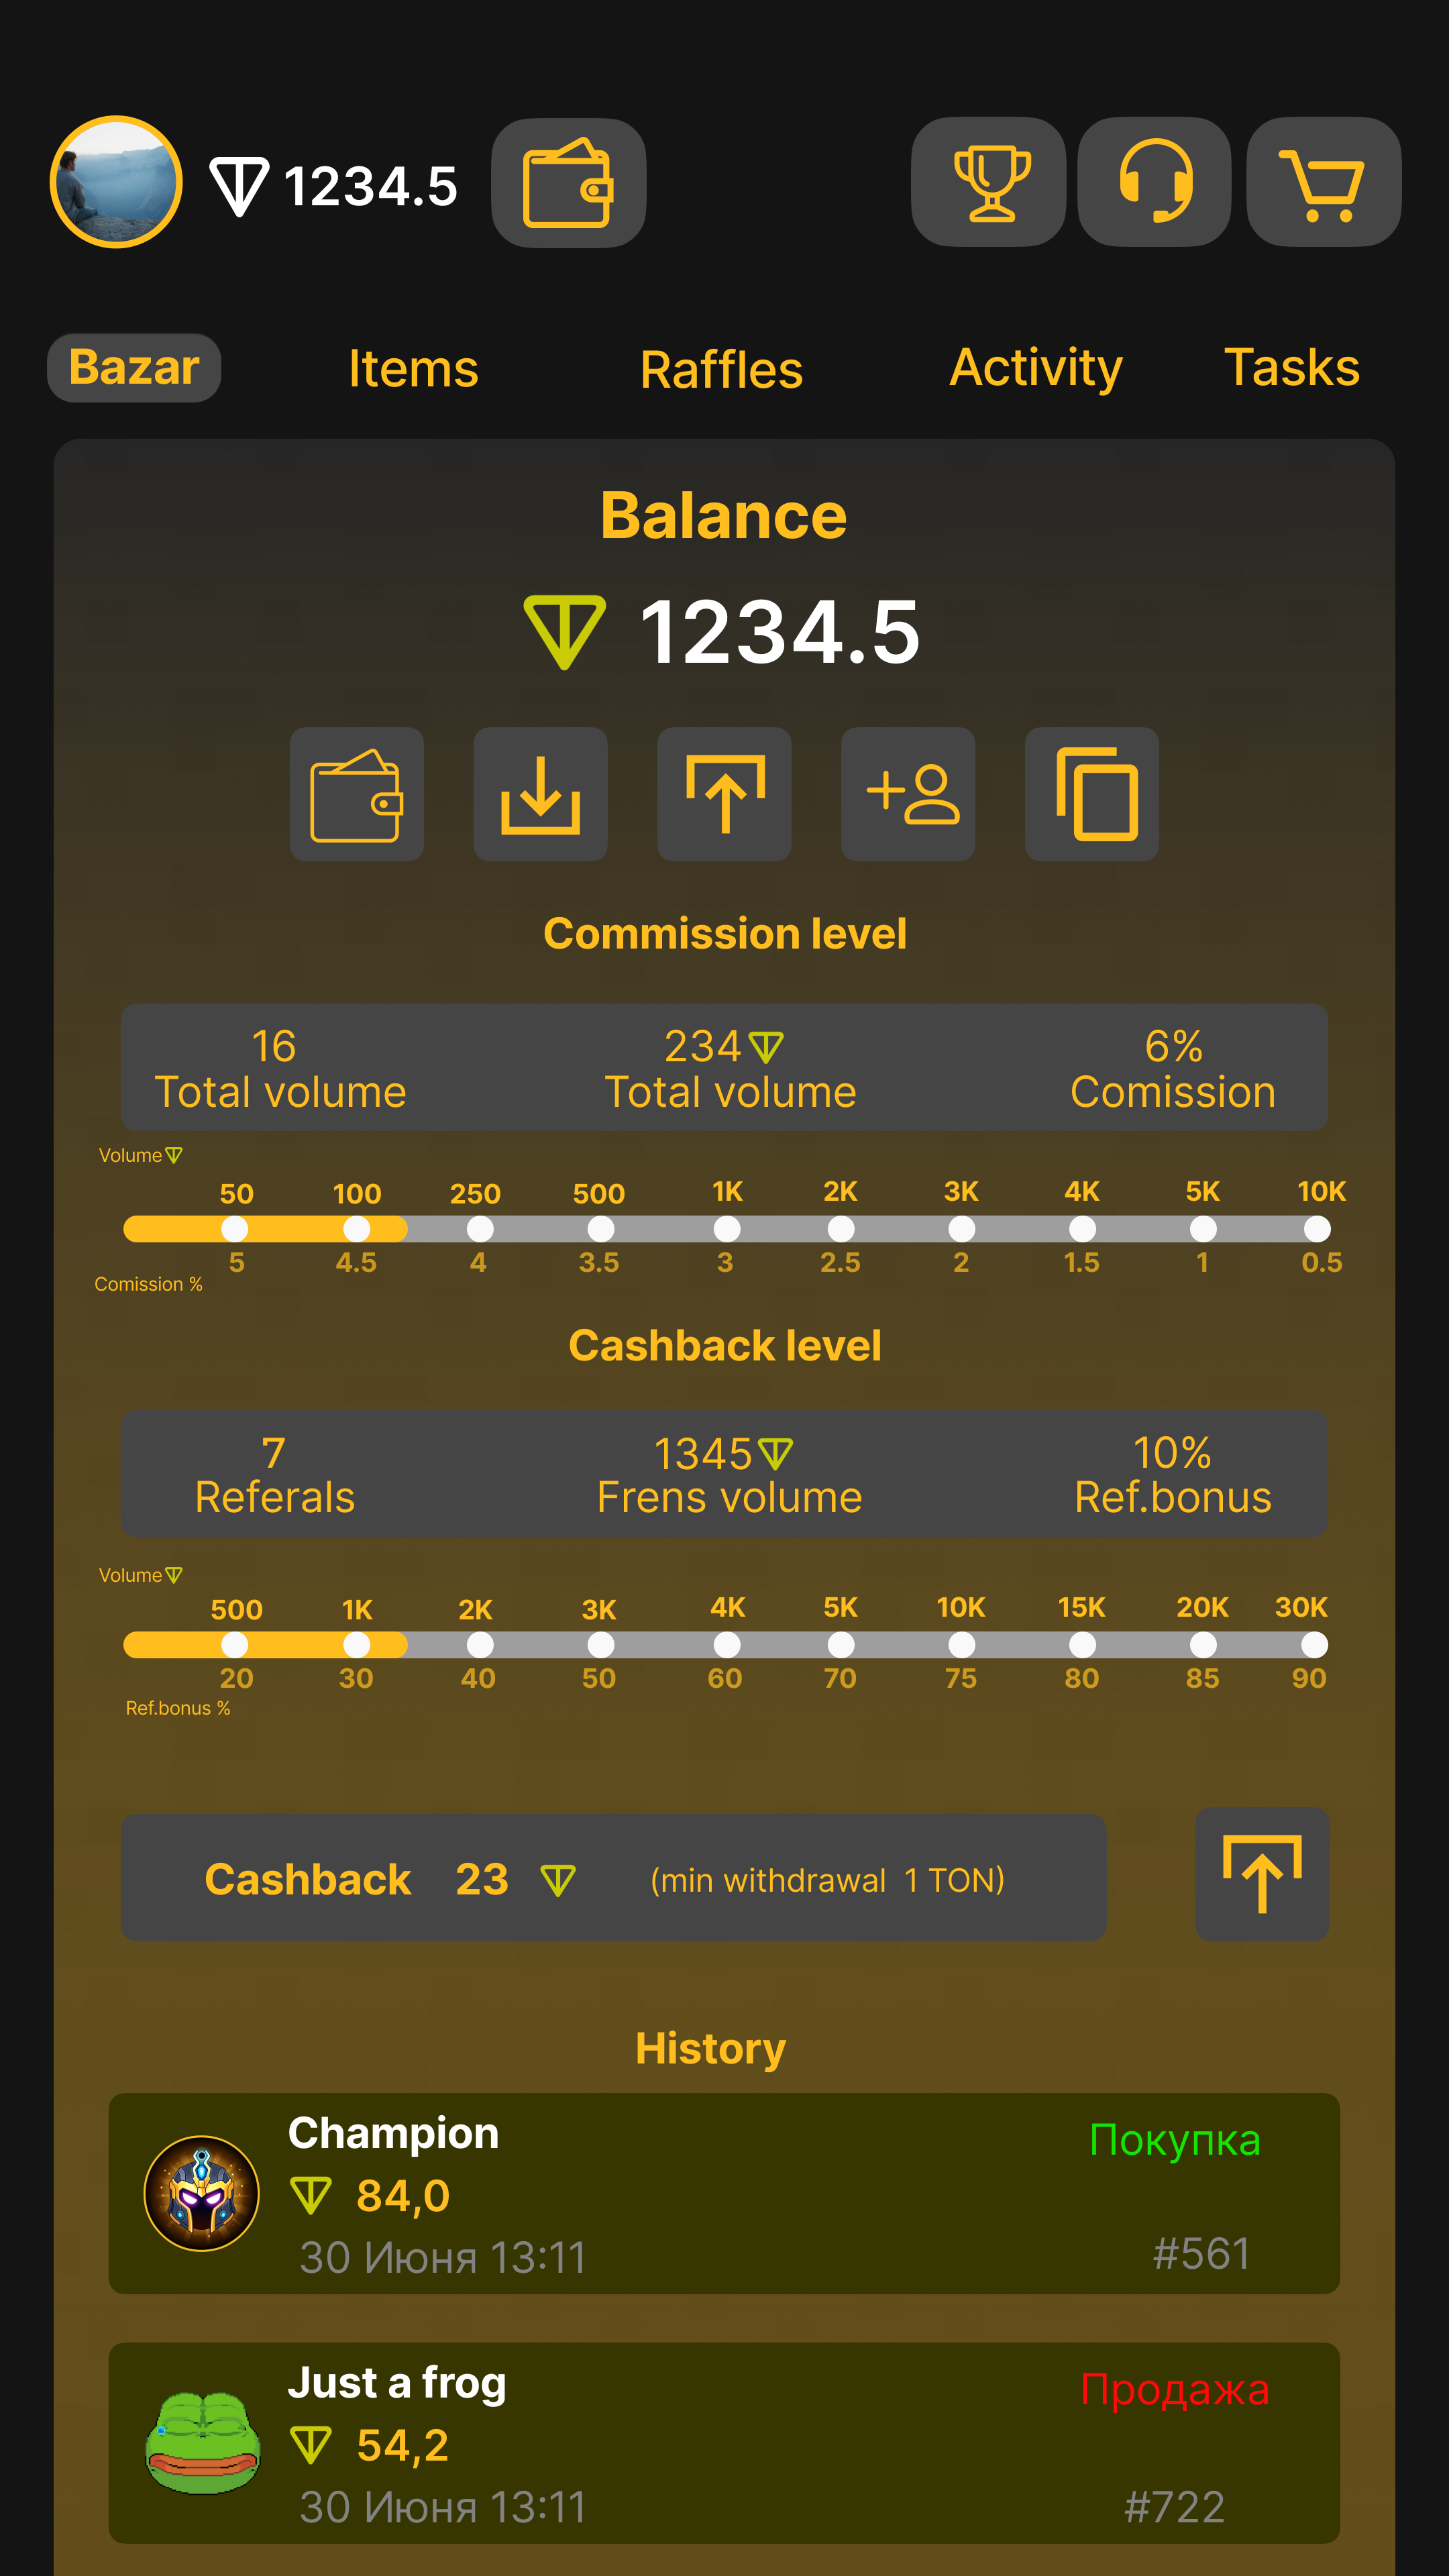 1234.5
Bazar Items Raffles Activity Tasks
Balance
1234.5
Commission level
16 234 6%
Total volume Total volume Comission
Volume
50 100 250 500 1K 2K 3K 4K 5K 10K
5 4.5 4 3.5 3 2.5 2 1.5 1 0.5
Comission %
Cashback level
7 1345 10%
Referals Frens volume Ref.bonus
Volume
500 1K 2K 3K 4K 5K 10K 15K 20K 30K
20 30 40 50 60 70 75 80 85 90
Ref.bonus %
Cashback 23 (min withdrawal 1 TON)
History
Champion Покупка
84,0
30 Июня 13:11 #561
Just a frog Продажа
54,2
30 Июня 13:11 #722